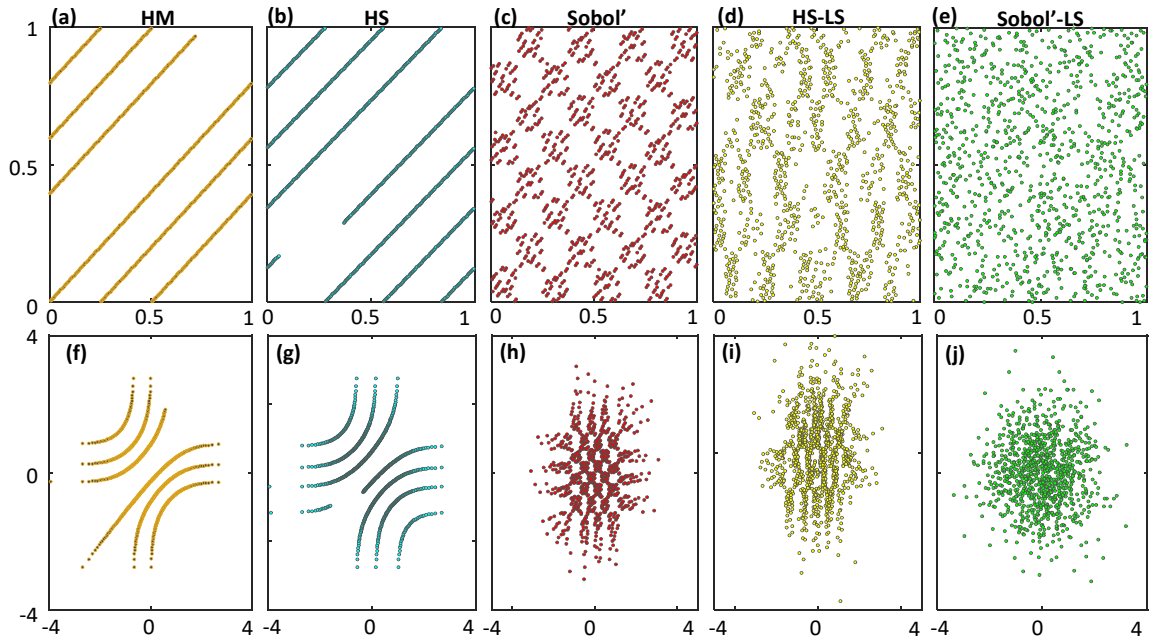 (a) HM
(b) HS
(c) Sobol’
(d) HS-LS
(e) Sobol’-LS
1
0.5
0
0.5 1
0 0.5 1
0 0.5 1
0 0.5 1
0 0.5 1
(f)
(g)
(h)
(i)
(j)
4
0
-4
-4 0 4
-4 0 4
-4 0 4
-4 0 4
-4 0 4